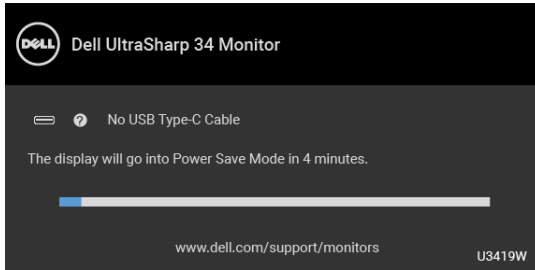 DELL
Dell UltraSharp 34 Monitor
No USB Type-C Cable
The display will go into Power Save Mode in 4 minutes.
www.dell.com/support/monitors
U3419W